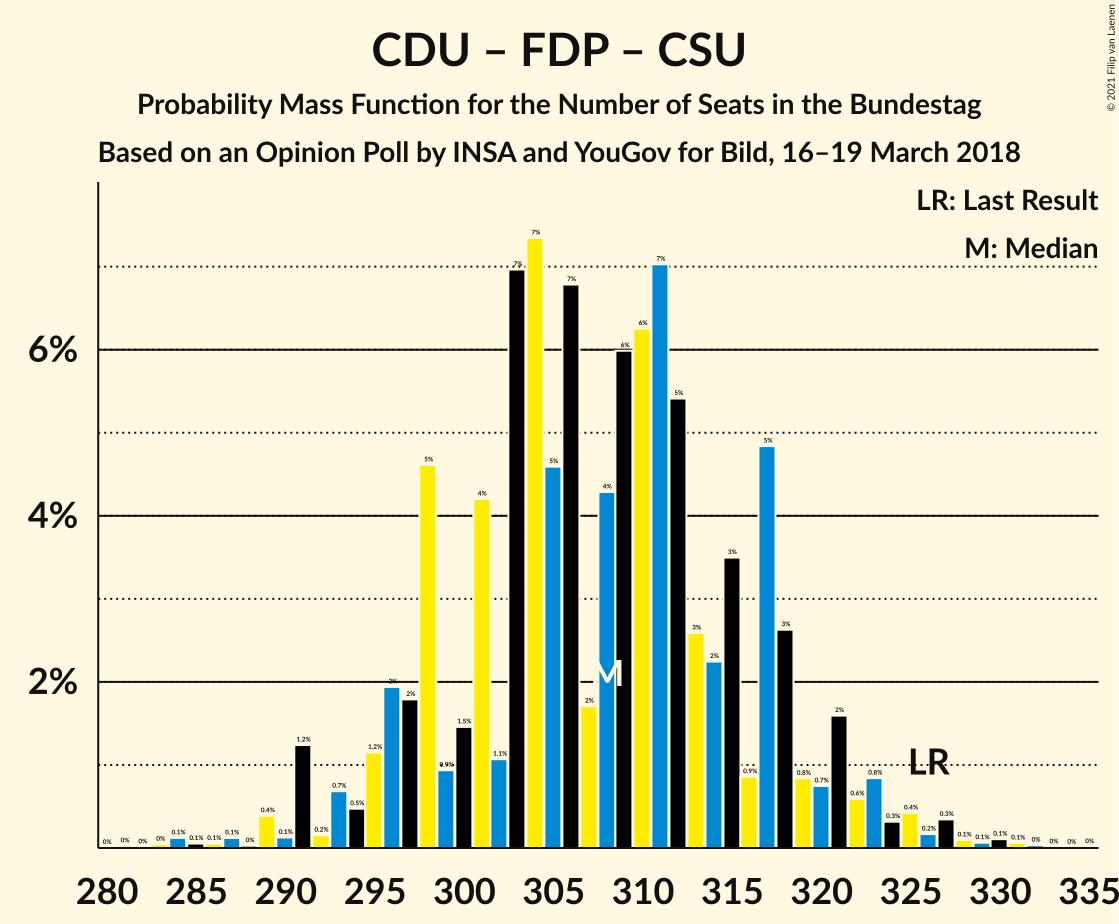 CDU – FDP – CSU
Probability Mass Function for the Number of Seats in the Bundestag
Based on an Opinion Poll by INSA and YouGov for Bild, 16–19 March 2018
© 2021 Filip van Laenen
LR: Last Result
M: Median
6%
4%
2%
0% 0% 0% 0% 0.1% 0.1% 0.1% 0.1% 0% 0.4% 0.1% 1.2% 0.2% 0.7% 0.5% 1.2% 2% 2% 5% 0.9% 1.5% 4% 1.1% 7% 7% 5% 7% 2% 4% 6% 6% 7% 5% 3% 2% 3% 0.9% 5% 3% 0.8% 0.7% 2% 0.6% 0.8% 0.3% 0.4% 0.2% 0.3% 0.1% 0.1% 0.1% 0.1% 0% 0% 0% 0%
M
LR
280 285 290 295 300 305 310 315 320 325 330 335